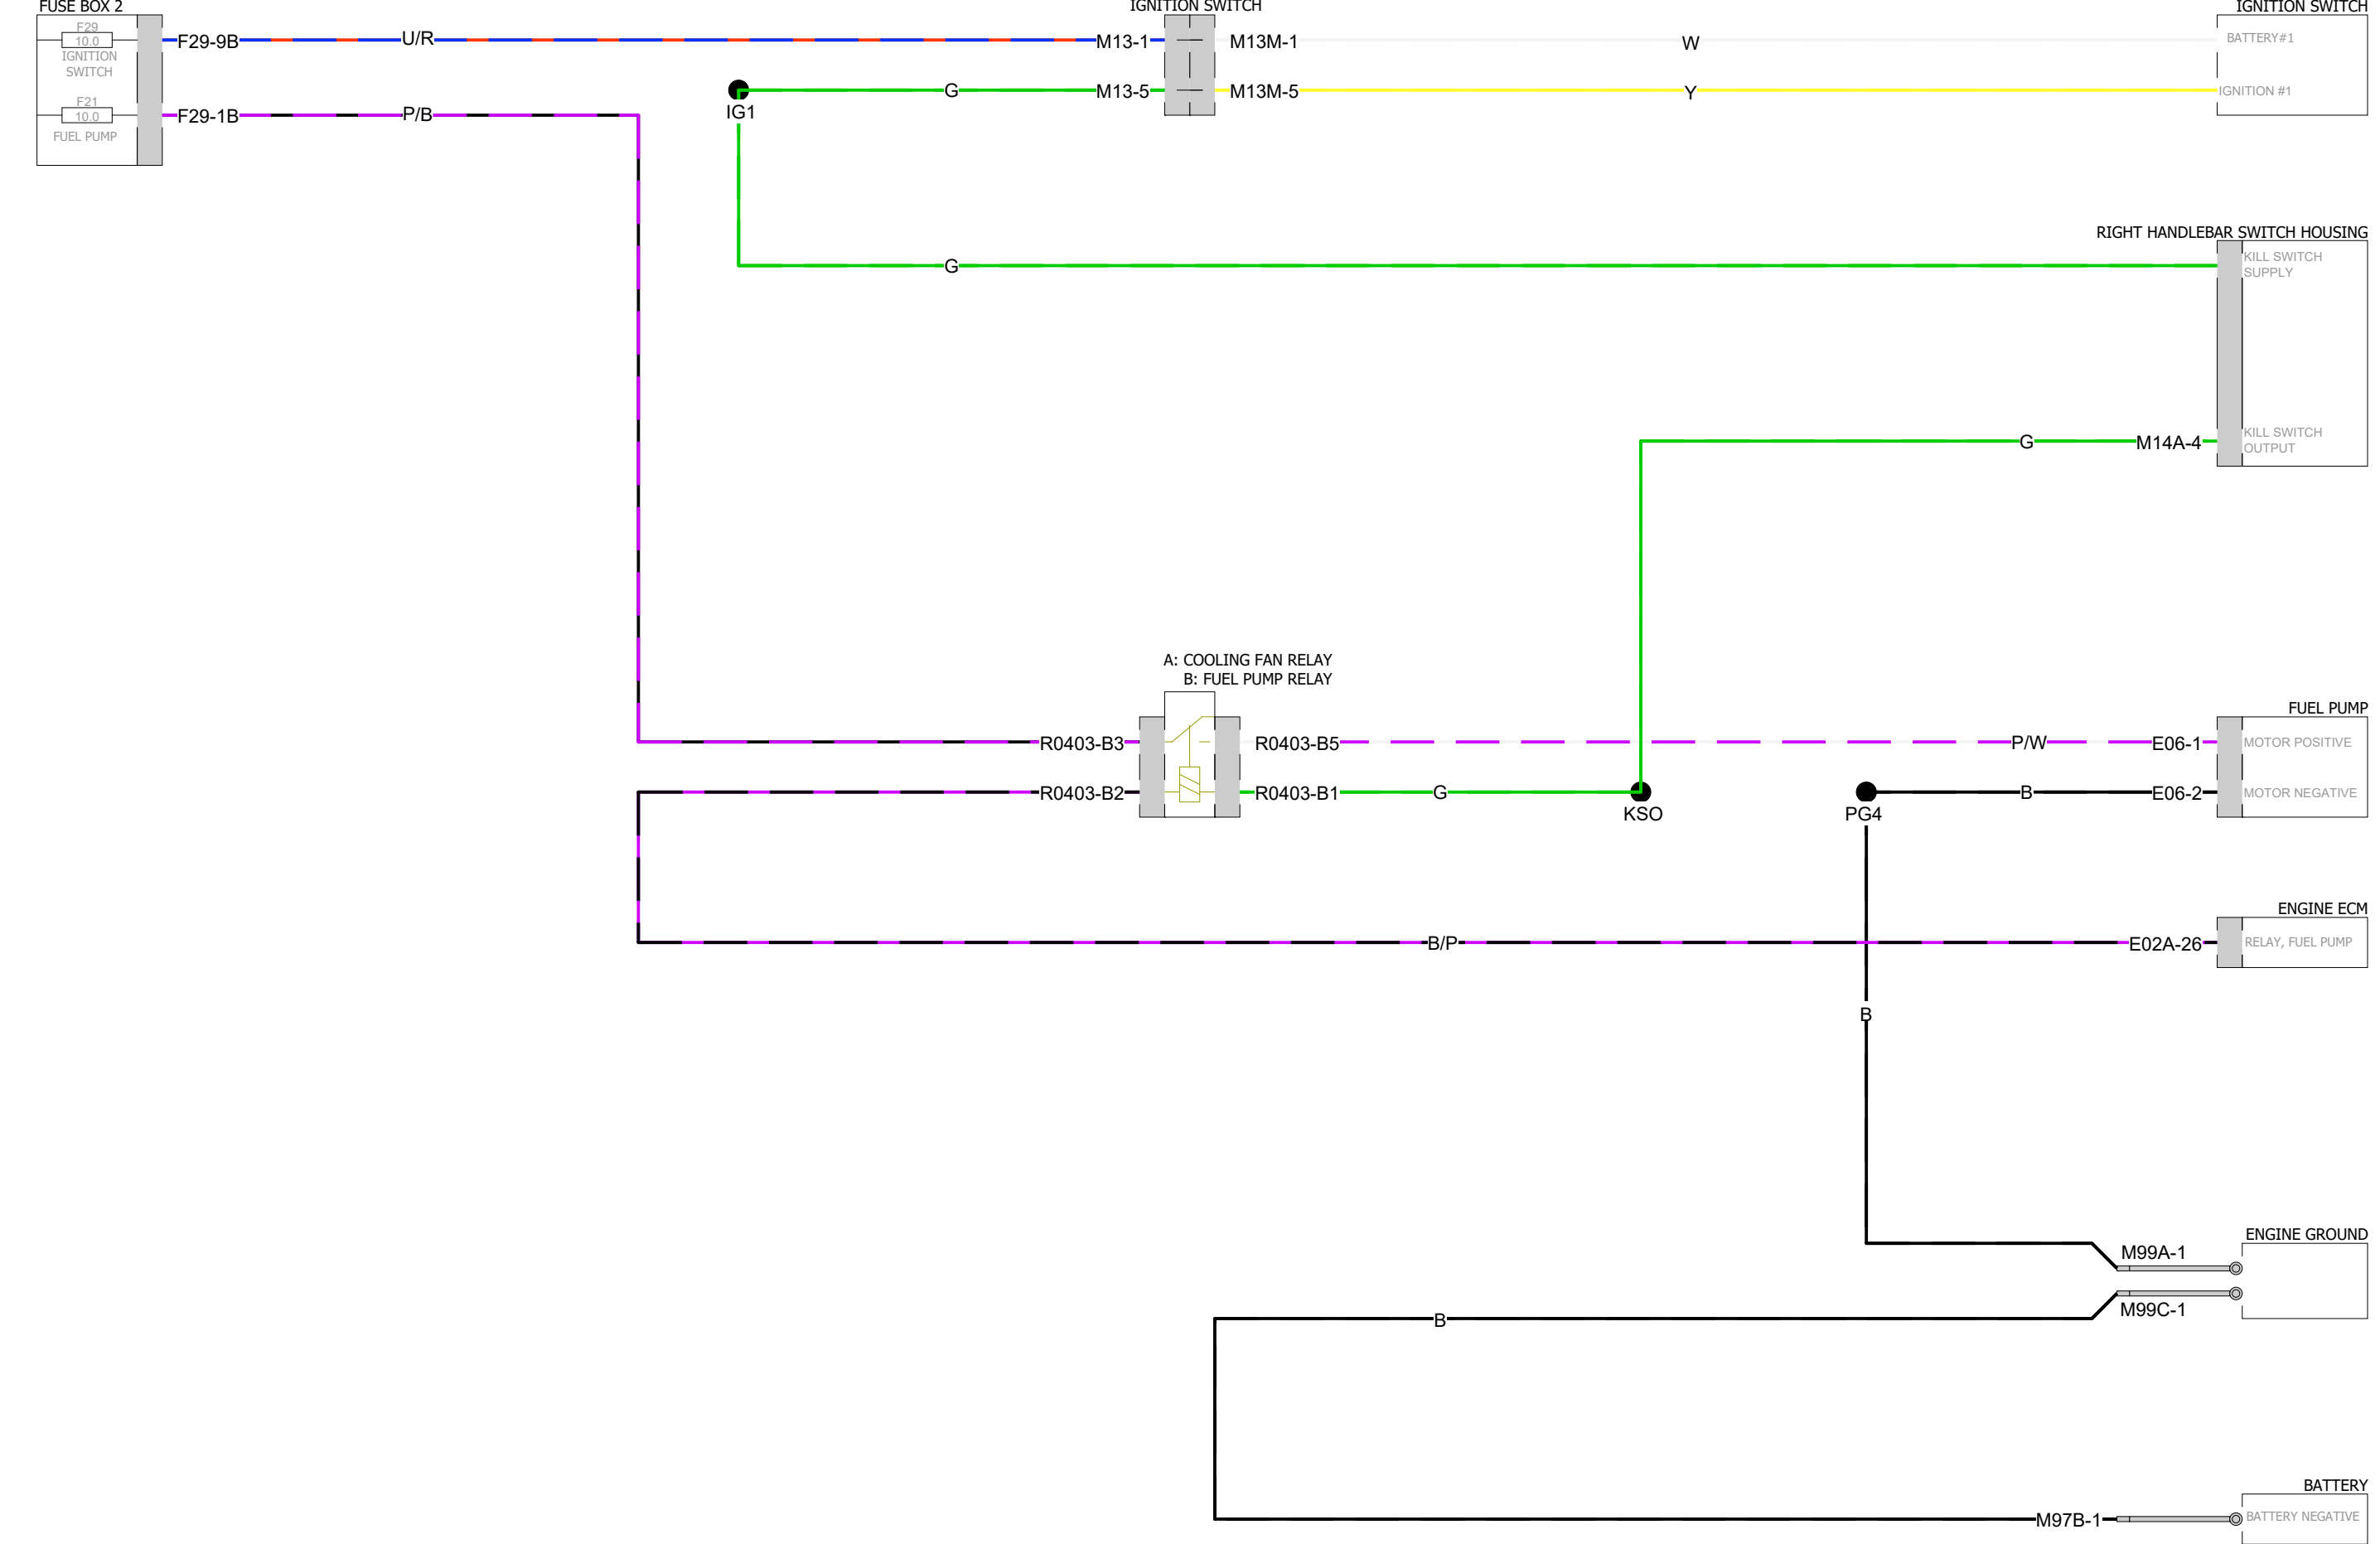 FUSE BOX 2
IGNITION SWITCH
IGNITION SWITCH
F29
10.0
IGNITION
SWITCH
F29-9B
U/R
M13-1
M13M-1
W
BATTERY#1
IG1
G
M13-5
M13M-5
Y
IGNITION #1
F21
10.0
FUEL PUMP
F29-1B
P/B
RIGHT HANDLEBAR SWITCH HOUSING
G
KILL SWITCH
SUPPLY
G
M14A-4
KILL SWITCH
OUTPUT
A: COOLING FAN RELAY
B: FUEL PUMP RELAY
FUEL PUMP
R0403-B3
R0403-B5
P/W
E06-1
MOTOR POSITIVE
R0403-B2
R0403-B1
G
KSO
PG4
B
E06-2
MOTOR NEGATIVE
ENGINE ECM
B/P
E02A-26
RELAY, FUEL PUMP
B
ENGINE GROUND
M99A-1
M99C-1
B
BATTERY
M97B-1
BATTERY NEGATIVE